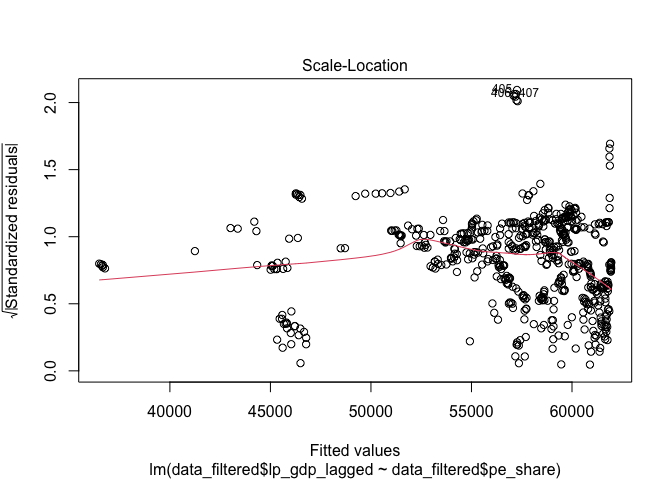 Scale-Location
√|Standardized residuals|
2.0
1.5
1.0
0.5
0.0
405
407
40000 45000 50000 55000 60000
Fitted values
lm(data_filtered$lp_gdp_lagged ~ data_filtered$pe_share)